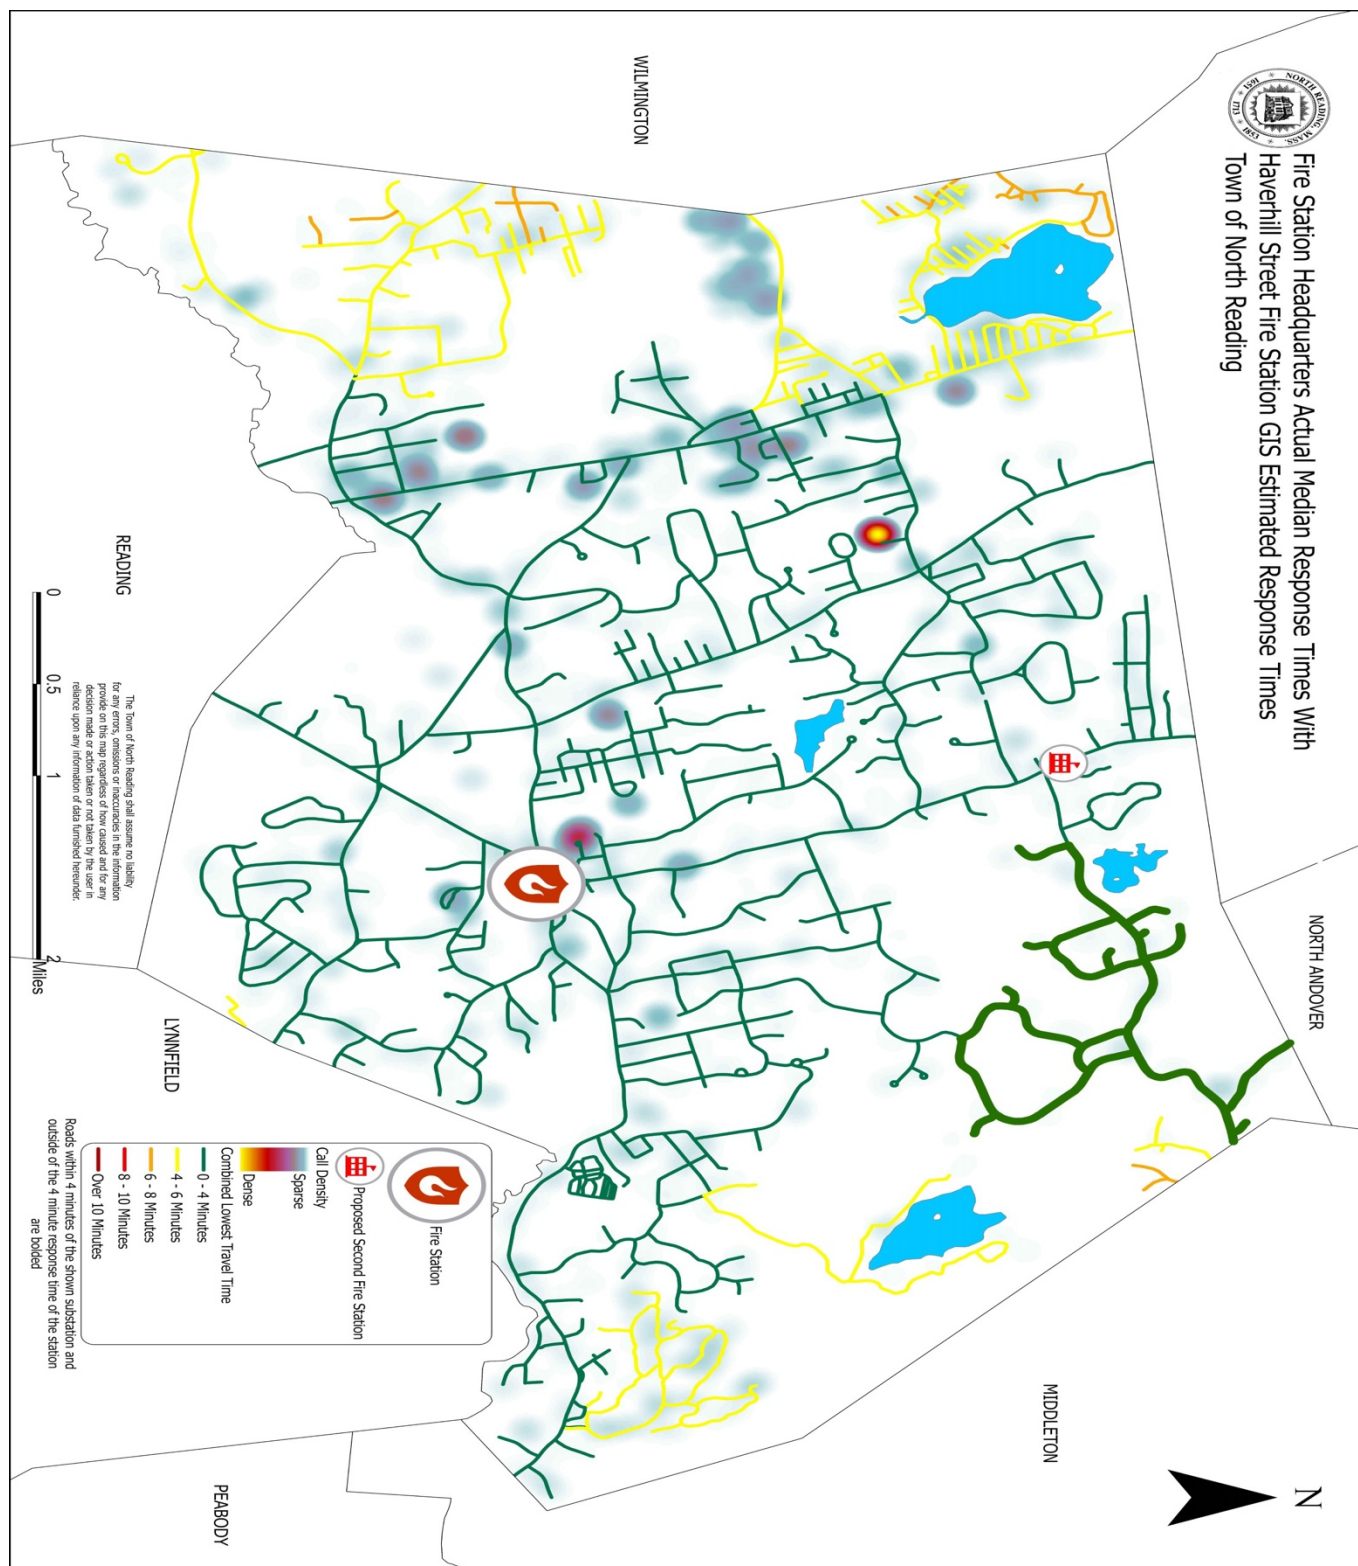 Fire Station Headquarters Actual Median Response Times With
Haverhill Street Fire Station GIS Estimated Response Times
Town of North Reading
NORTH READING, MASS.
1651
1713
1853
WILMINGTON
NORTH ANDOVER
MIDDLETON
N
READING
LYNNFIELD
PEABODY
0
0.5
1
2
Miles
The Town of North Reading shall assume no liability
for any errors, omissions or inaccuracies in the information
provide on this map regardless of how caused and for any
decision made or action taken or not taken by the user in
reliance upon any information of data furnished hereunder.
Fire Station
Proposed Second Fire Station
Call Density
Sparse
Dense
Combined Lowest Travel Time
0 - 4 Minutes
4 - 6 Minutes
6 - 8 Minutes
8 - 10 Minutes
Over 10 Minutes
Roads within 4 minutes of the shown substation and
outside of the 4 minute response time of the station
are bolded